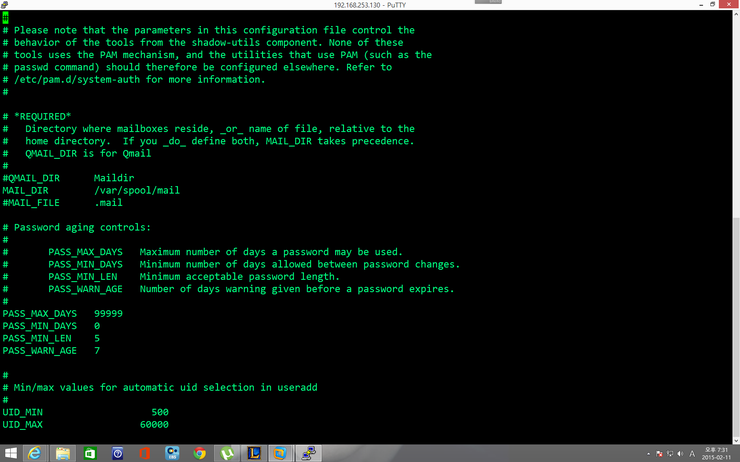 192.168.253.130 - PuTTY
#
# Please note that the parameters in this configuration file control the
# behavior of the tools from the shadow-utils component. None of these
# tools uses the PAM mechanism, and the utilities that use PAM (such as the
# passwd command) should therefore be configured elsewhere. Refer to
# /etc/pam.d/system-auth for more information.
#
# *REQUIRED*
#   Directory where mailboxes reside, _or_ name of file, relative to the
#   home directory.  If you _do_ define both, MAIL_DIR takes precedence.
#   QMAIL_DIR is for Qmail
#
#QMAIL_DIR      Maildir
MAIL_DIR        /var/spool/mail
#MAIL_FILE      .mail
# Password aging controls:
#
#       PASS_MAX_DAYS   Maximum number of days a password may be used.
#       PASS_MIN_DAYS   Minimum number of days allowed between password changes.
#       PASS_MIN_LEN    Minimum acceptable password length.
#       PASS_WARN_AGE   Number of days warning given before a password expires.
#
PASS_MAX_DAYS   99999
PASS_MIN_DAYS   0
PASS_MIN_LEN    5
PASS_WARN_AGE   7
#
# Min/max values for automatic uid selection in useradd
#
UID_MIN                   500
UID_MAX                 60000
A
오후 7:31
2015-02-11